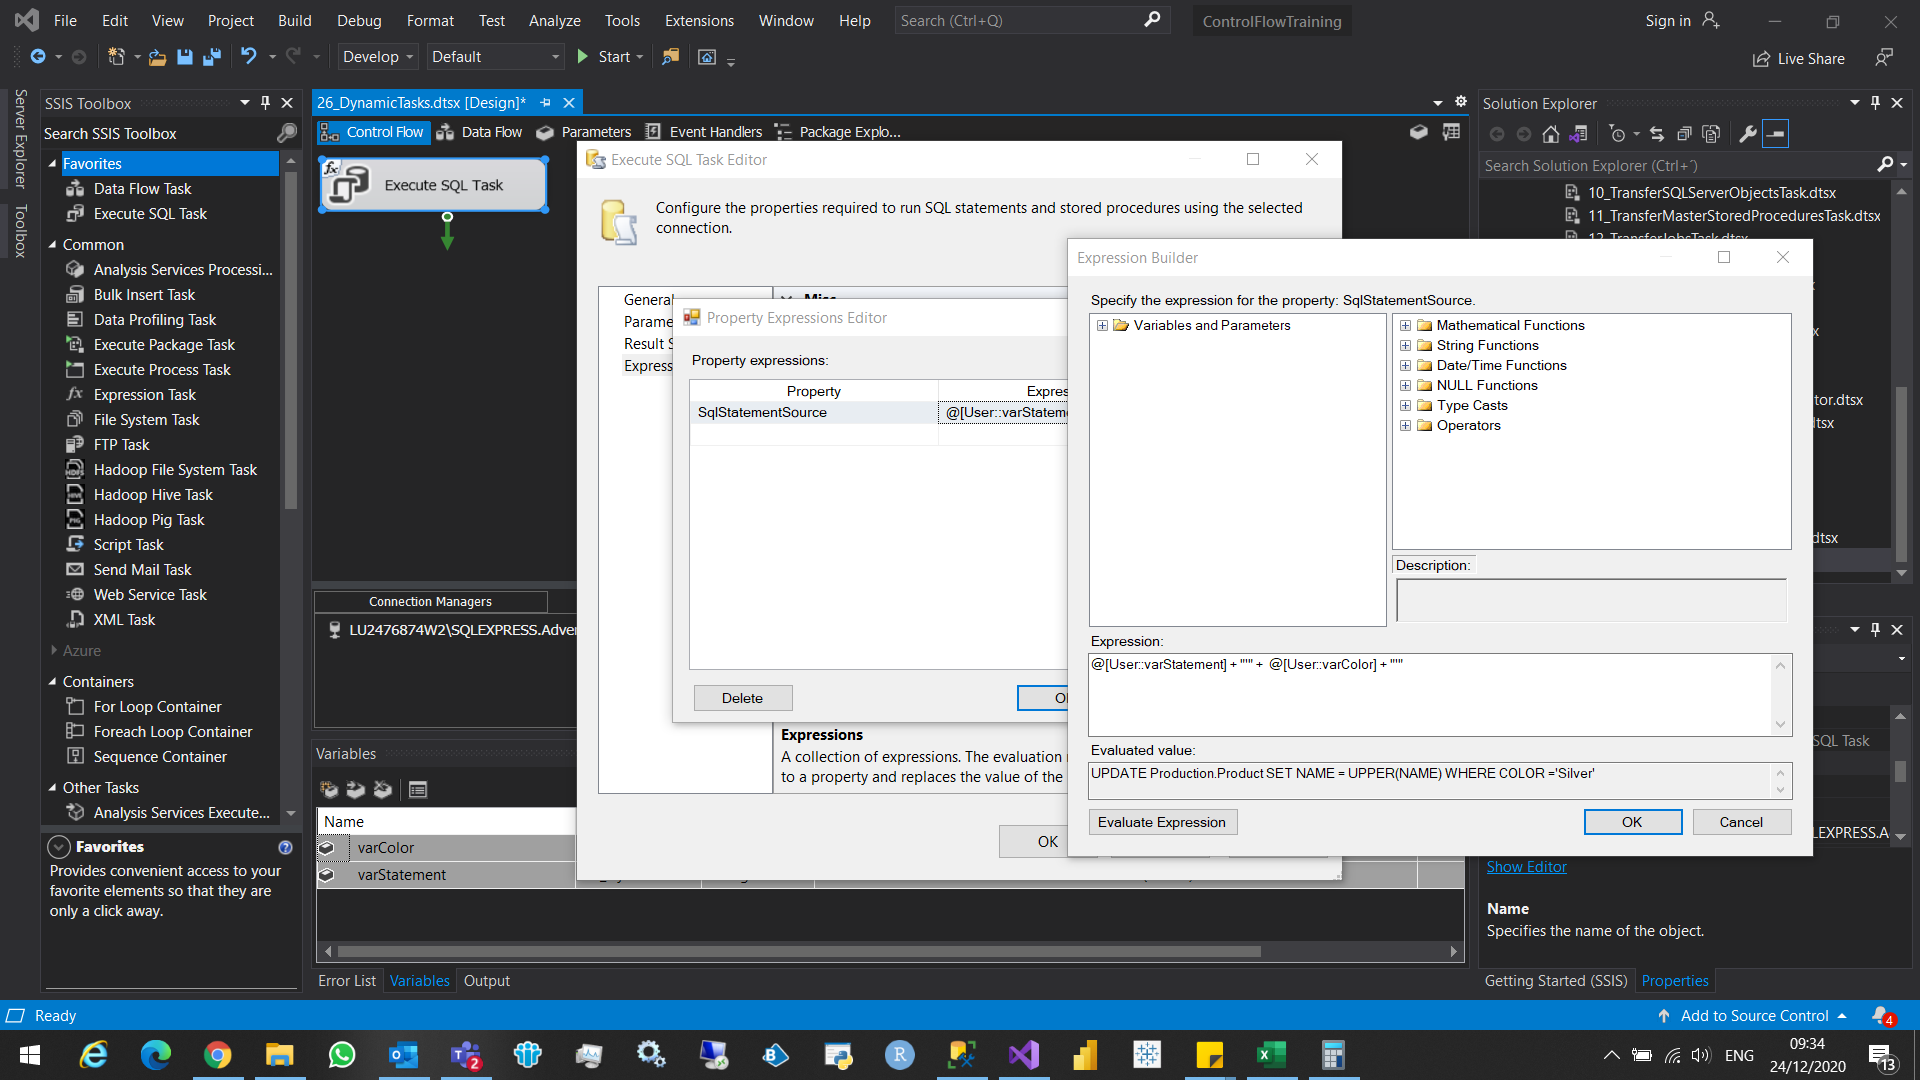 File Edit View Project Build Debug Format Test Analyze Tools Extensions Window Help Search (Ctrl+Q) ControlFlowTraining Sign in
Develop Default Start Live Share
Server Explorer
Toolbox
SSIS Toolbox
Search SSIS Toolbox
Favorites
Data Flow Task
Execute SQL Task
Common
Analysis Services Processi...
Bulk Insert Task
Data Profiling Task
Execute Package Task
Execute Process Task
Expression Task
File System Task
FTP Task
Hadoop File System Task
Hadoop Hive Task
Hadoop Pig Task
Script Task
Send Mail Task
Web Service Task
XML Task
Azure
Containers
For Loop Container
Foreach Loop Container
Sequence Container
Other Tasks
Analysis Services Execute...
Favorites
Provides convenient access to your
favorite elements so that they are
only a click away.
26_DynamicTasks.dtsx [Design]*
Control Flow Data Flow Parameters Event Handlers Package Explo...
fx Execute SQL Task
Connection Managers
LU2476874W2\SQLEXPRESS.Adver
Variables
Name
varColor
varStatement
Error List Variables Output
Execute SQL Task Editor
Configure the properties required to run SQL statements and stored procedures using the selected
connection.
General
Parame
Result S
Express
Misc
Expressions
A collection of expressions. The evaluation
to a property and replaces the value of the
OK
Property Expressions Editor
Property expressions:
Property Expres
SqlStatementSource @[User::varStateme
Delete
Expression Builder
Specify the expression for the property: SqlStatementSource.
Variables and Parameters
Mathematical Functions
String Functions
Date/Time Functions
NULL Functions
Type Casts
Operators
Description:
Expression:
@[User::varStatement] + "'" + @[User::varColor] + "'"
Evaluated value:
UPDATE Production.Product SET NAME = UPPER(NAME) WHERE COLOR ='Silver'
Evaluate Expression OK Cancel
Solution Explorer
Search Solution Explorer (Ctrl+´)
10_TransferSQLServerObjectsTask.dtsx
11_TransferMasterStoredProceduresTask.dtsx
12_TransferJobsTask.dtsx
tor.dtsx
dtsx
SQL Task
LEXPRESS.A
Show Editor
Name
Specifies the name of the object.
Getting Started (SSIS) Properties
Ready Add to Source Control 4
2 ENG 09:34
24/12/2020 13